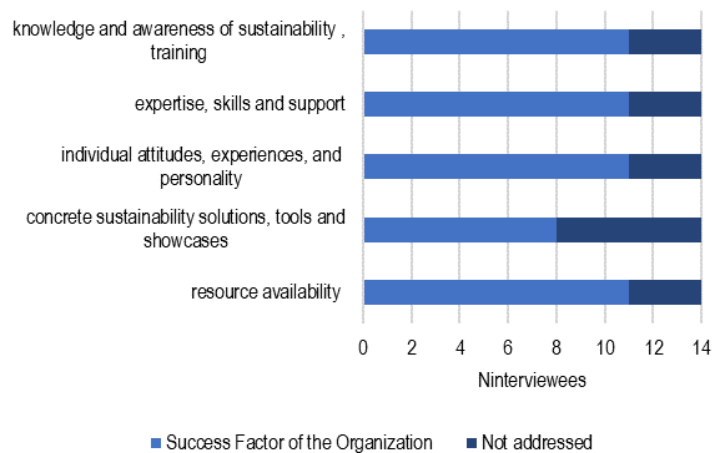 knowledge and awareness of sustainability ,
training
expertise, skills and support
individual attitudes, experiences, and
personality
concrete sustainability solutions, tools and
showcases
resource availability
0 2 4 6 8 10 12 14
Ninterviewees
Success Factor of the Organization Not addressed